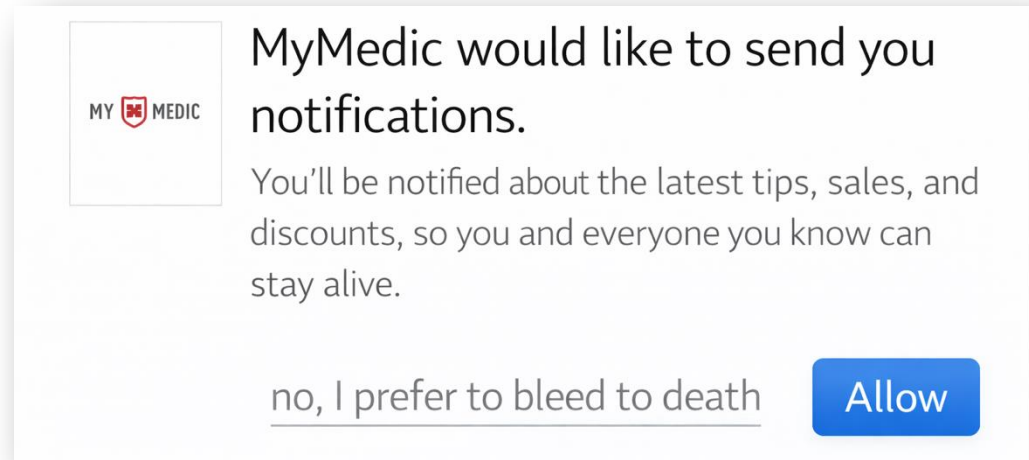 MY MEDIC
MyMedic would like to send you
notifications.
You'll be notified about the latest tips, sales, and
discounts, so you and everyone you know can
stay alive.
no, I prefer to bleed to death
Allow